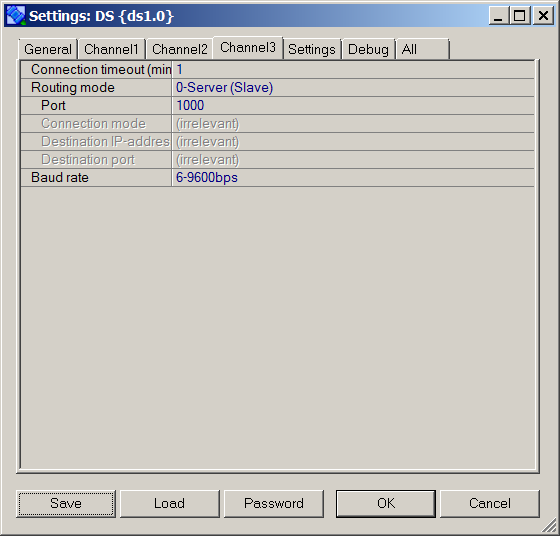 Settings: DS {ds1.0}
General Channel1 Channel2 Channel3 Settings Debug All
Connection timeout (min 1
Routing mode 0-Server (Slave)
Port 1000
Connection mode (irrelevant)
Destination IP-addres (irrelevant)
Destination port (irrelevant)
Baud rate 6-9600bps
Save Load Password OK Cancel